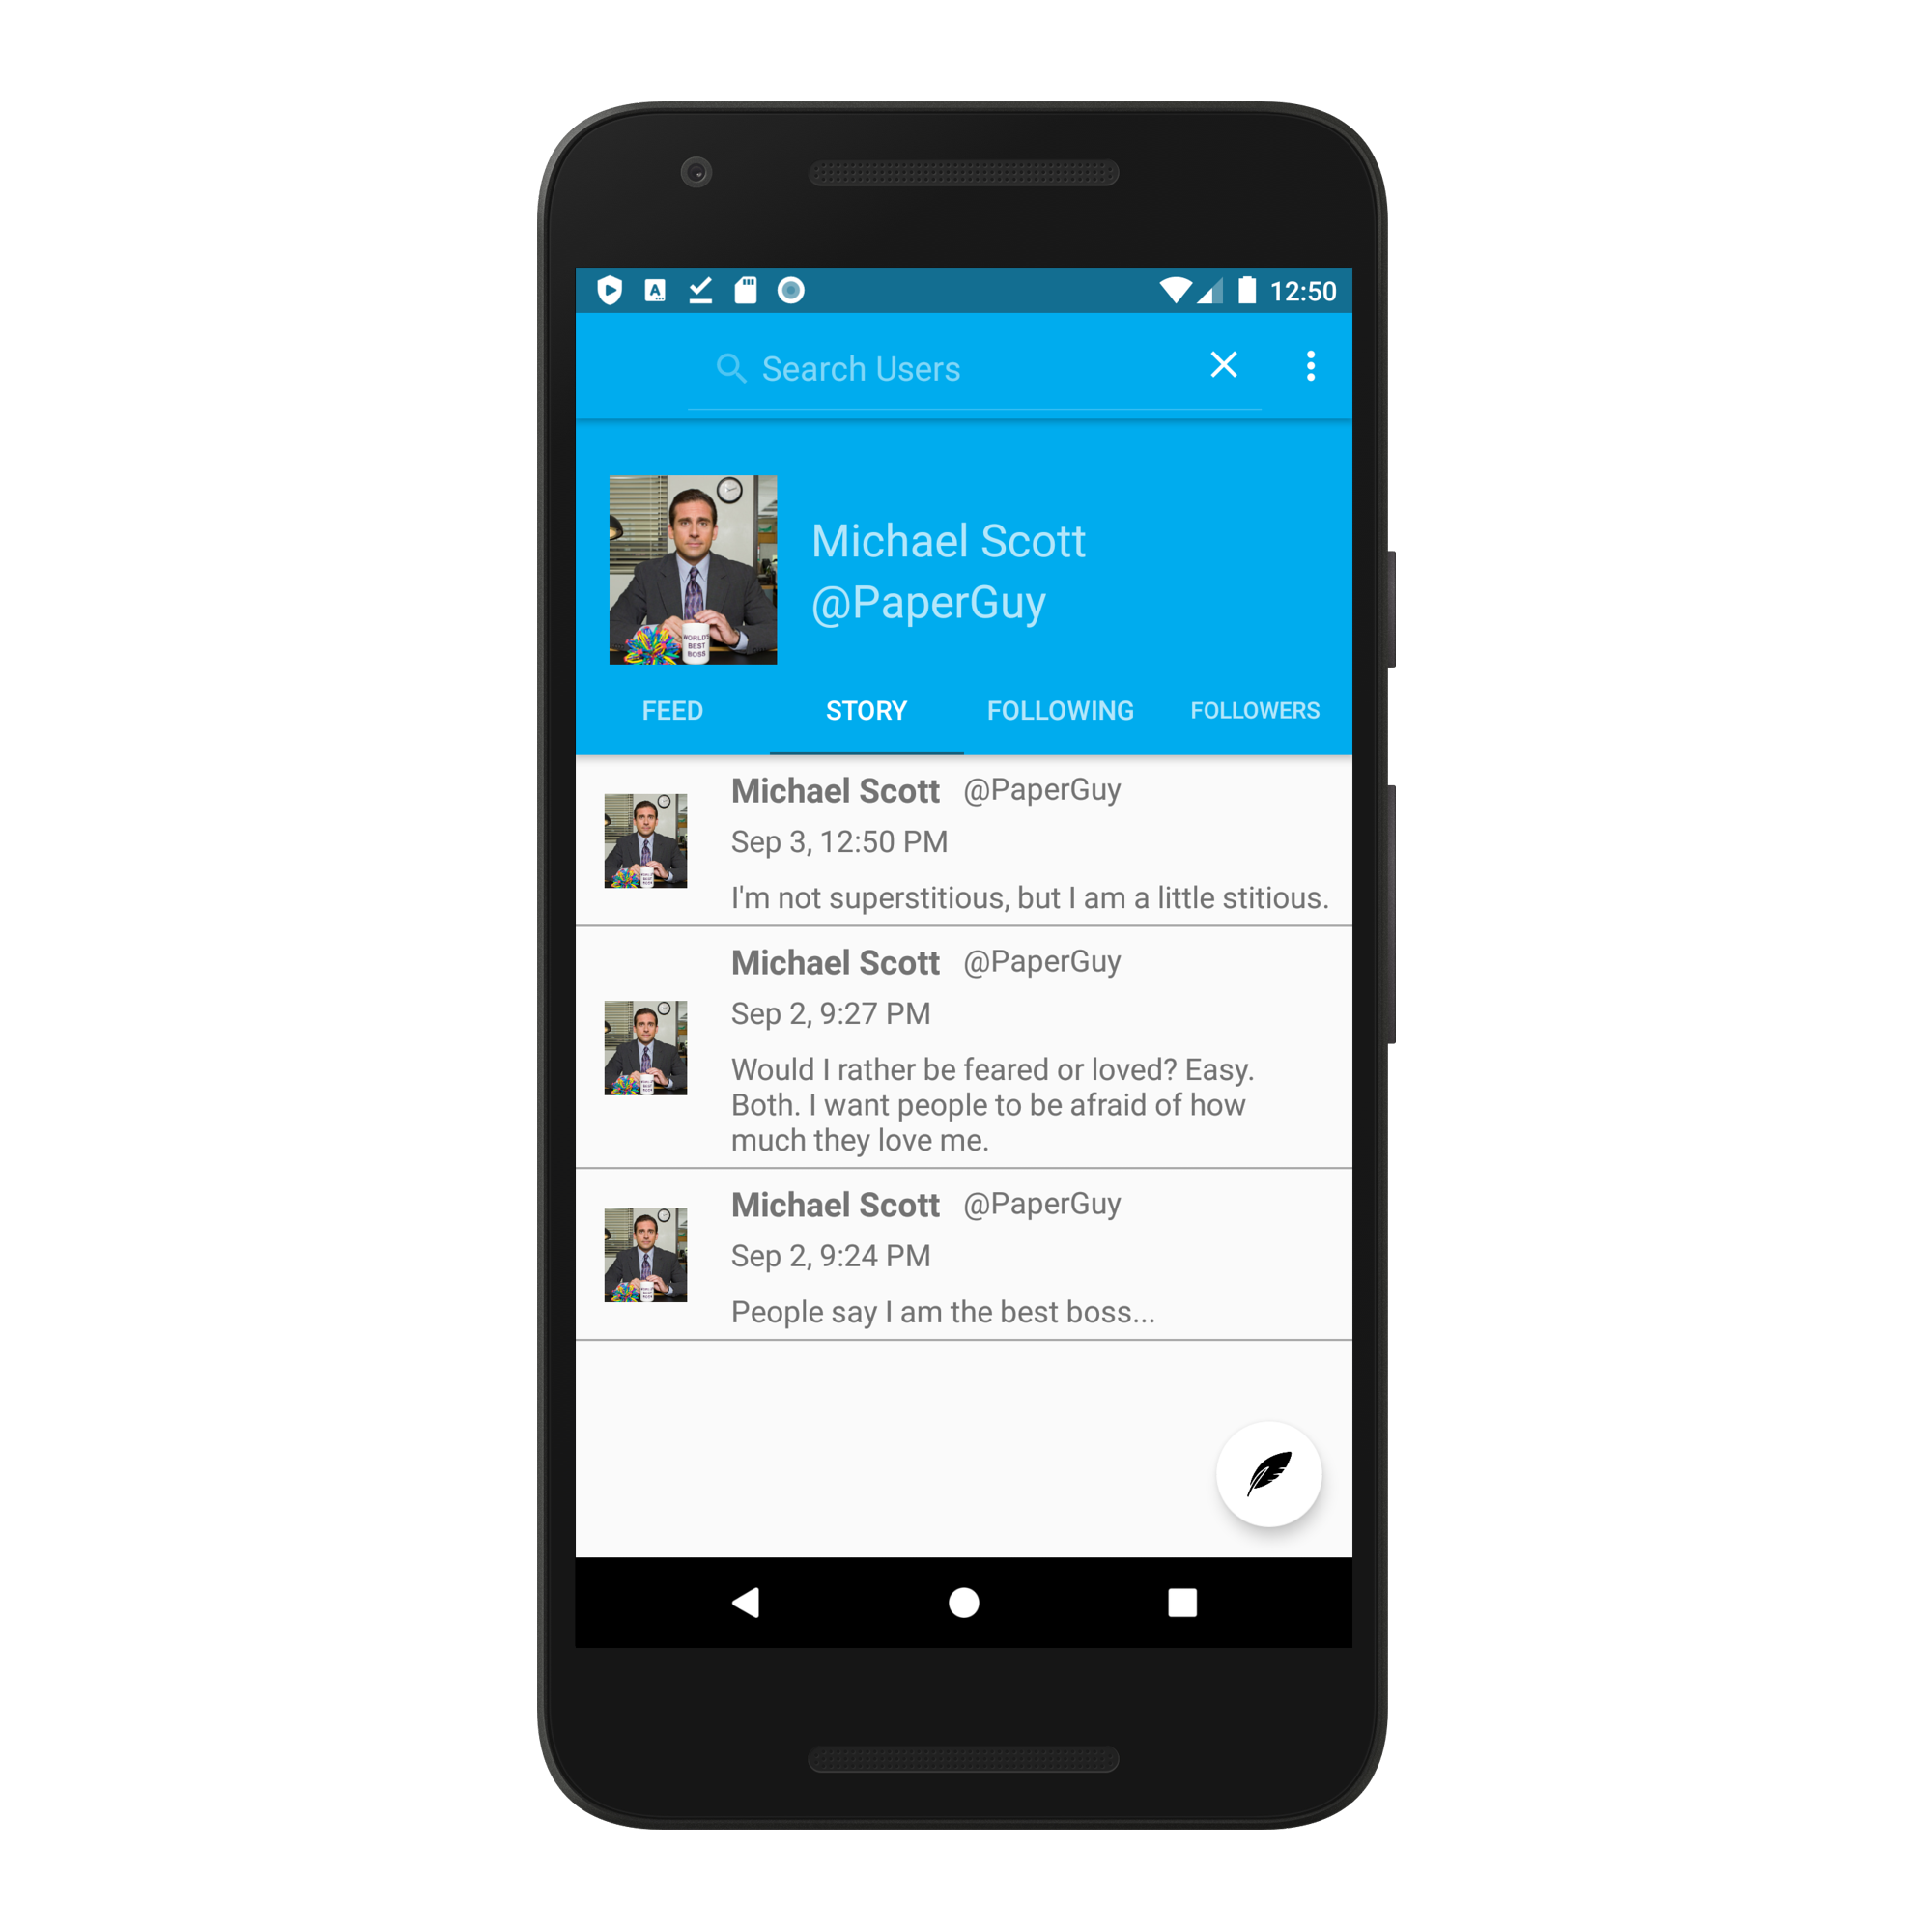 A
12:50
Search Users
WORLD'S
BEST
BOSS
Michael Scott
@PaperGuy
FEED STORY FOLLOWING FOLLOWERS
Michael Scott @PaperGuy
Sep 3, 12:50 PM
I'm not superstitious, but I am a little stitious.
Michael Scott @PaperGuy
Sep 2, 9:27 PM
Would I rather be feared or loved? Easy.
Both. I want people to be afraid of how
much they love me.
Michael Scott @PaperGuy
Sep 2, 9:24 PM
People say I am the best boss...